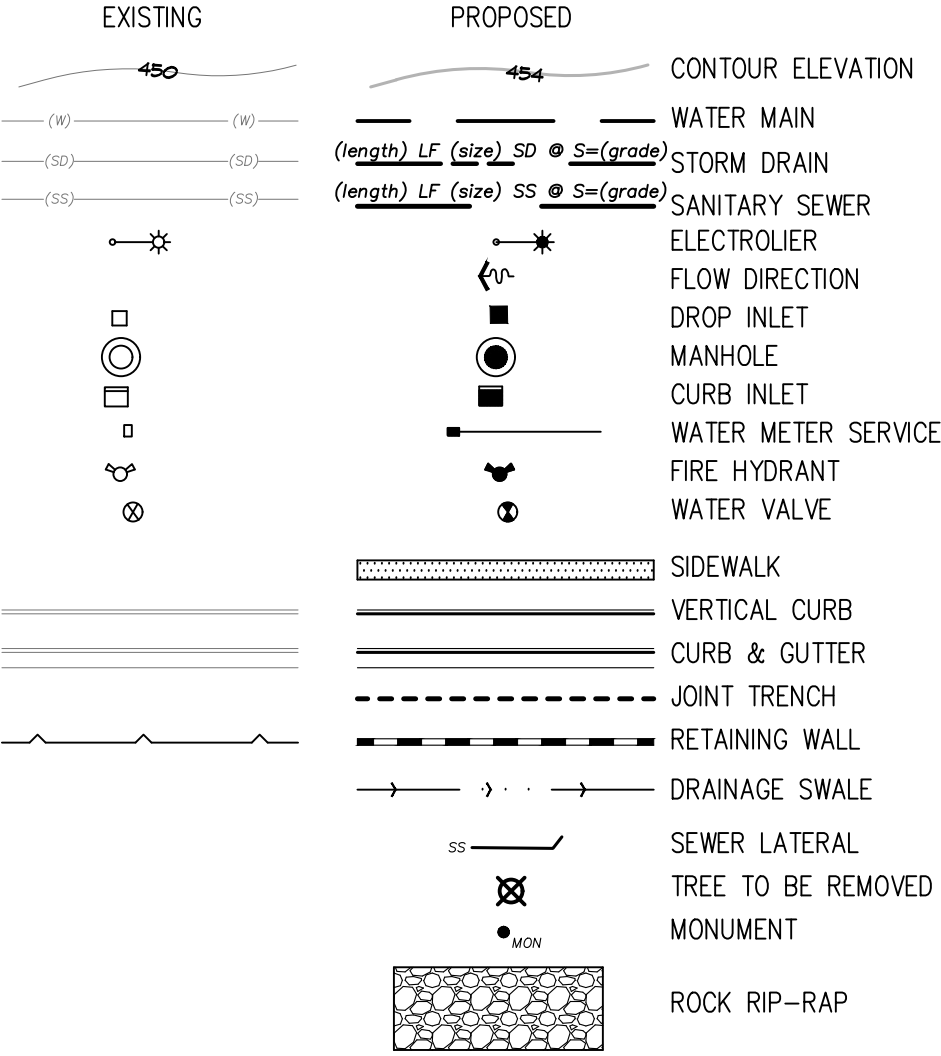 EXISTING PROPOSED
450 454 CONTOUR ELEVATION
(W) (W) WATER MAIN
(length) LF (size) SD @ S=(grade)
(SD) (SD) STORM DRAIN
(length) LF (size) SS @ S=(grade)
(SS) (SS) SANITARY SEWER
ELECTROLIER
FLOW DIRECTION
DROP INLET
MANHOLE
CURB INLET
WATER METER SERVICE
FIRE HYDRANT
WATER VALVE
SIDEWALK
VERTICAL CURB
CURB & GUTTER
JOINT TRENCH
RETAINING WALL
DRAINAGE SWALE
SS SEWER LATERAL
TREE TO BE REMOVED
MONUMENT
MON
ROCK RIP-RAP